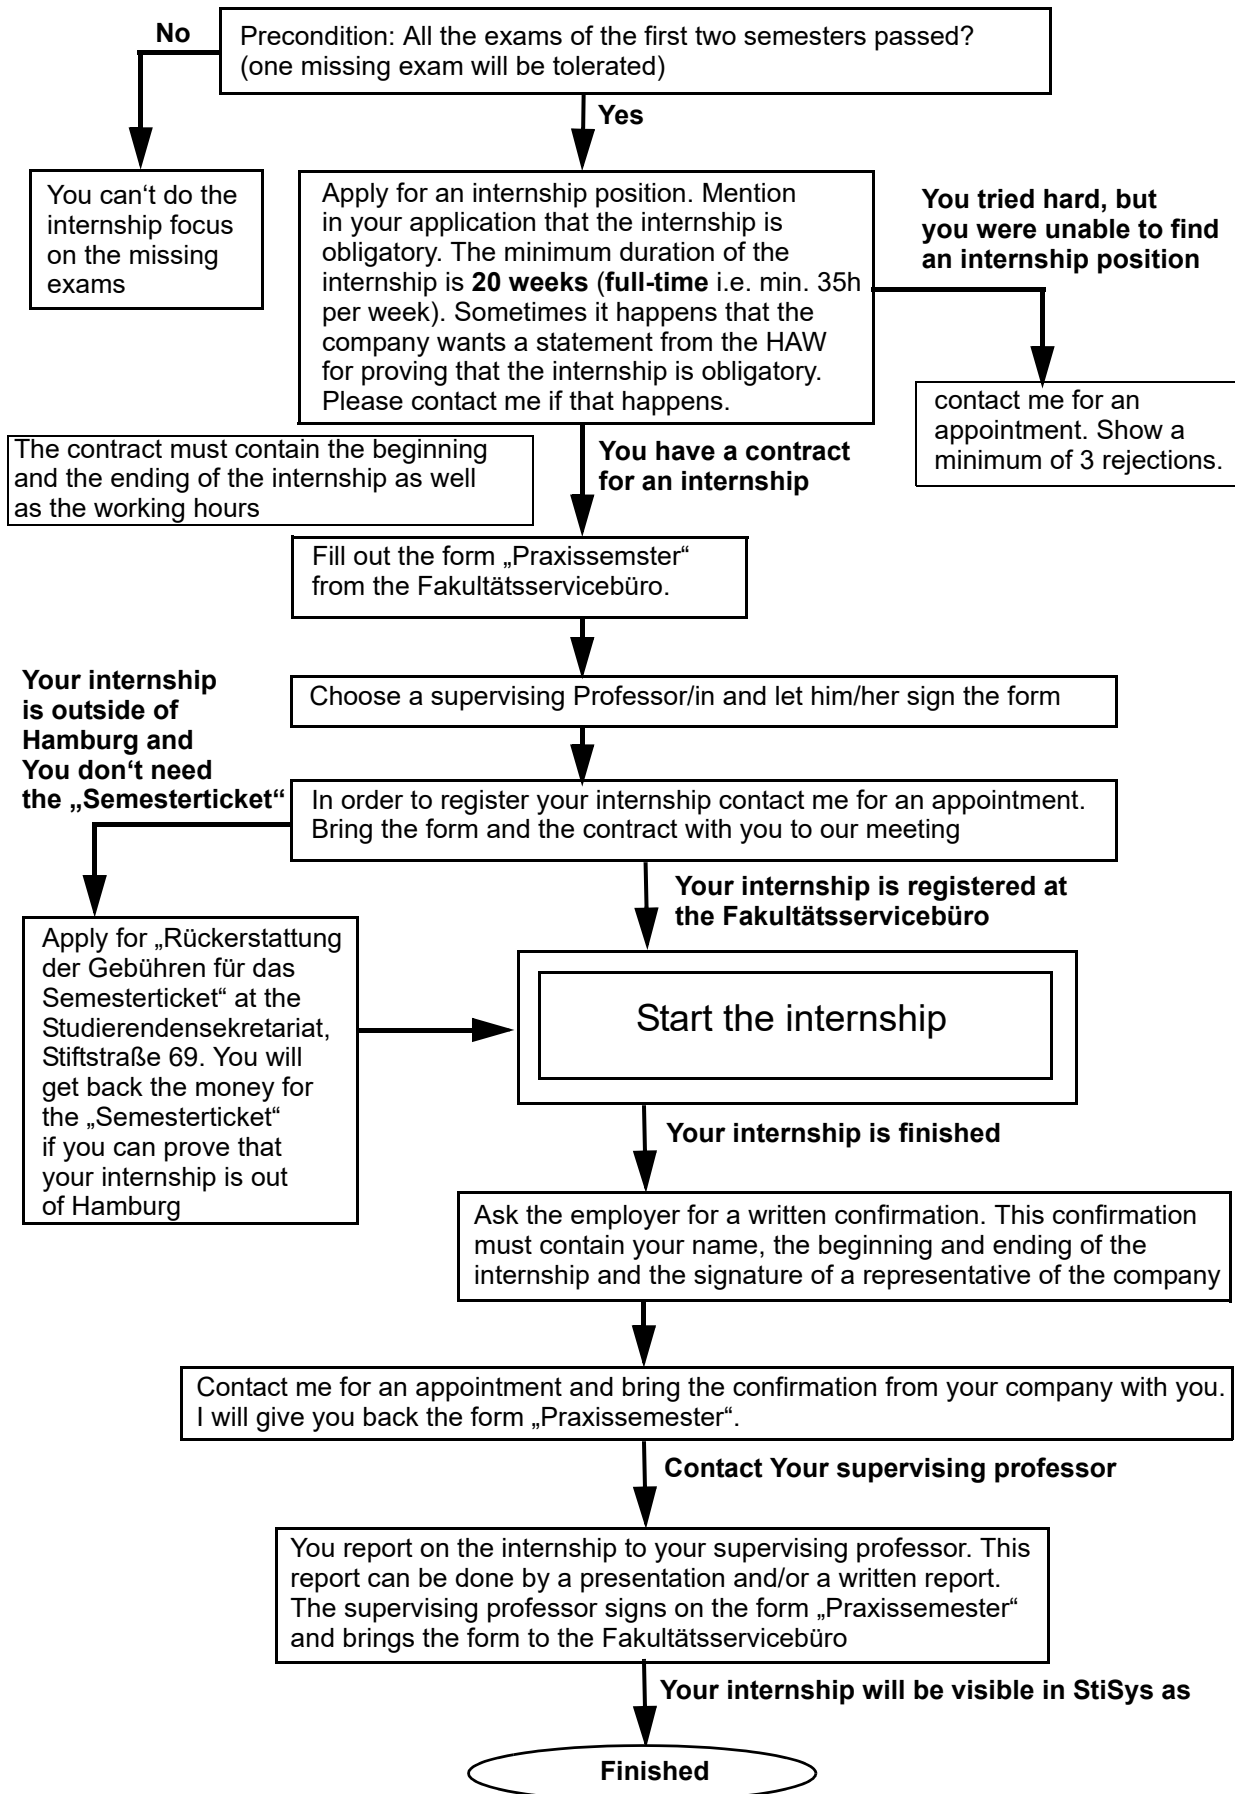 No
Precondition: All the exams of the first two semesters passed?
(one missing exam will be tolerated)
Yes
You can‘t do the
internship focus
on the missing
exams
Apply for an internship position. Mention
in your application that the internship is
obligatory. The minimum duration of the
internship is 20 weeks (full-time i.e. min. 35h
per week). Sometimes it happens that the
company wants a statement from the HAW
for proving that the internship is obligatory.
Please contact me if that happens.
You tried hard, but
you were unable to find
an internship position
contact me for an
appointment. Show a
minimum of 3 rejections.
The contract must contain the beginning
and the ending of the internship as well
as the working hours
You have a contract
for an internship
Fill out the form „Praxissemster“
from the Fakultätsservicebüro.
Choose a supervising Professor/in and let him/her sign the form
Your internship
is outside of
Hamburg and
You don‘t need
the „Semesterticket“
In order to register your internship contact me for an appointment.
Bring the form and the contract with you to our meeting
Your internship is registered at
the Fakultätsservicebüro
Apply for „Rückerstattung
der Gebühren für das
Semesterticket“ at the
Studierendensekretariat,
Stiftstraße 69. You will
get back the money for
the „Semesterticket“
if you can prove that
your internship is out
of Hamburg
Start the internship
Your internship is finished
Ask the employer for a written confirmation. This confirmation
must contain your name, the beginning and ending of the
internship and the signature of a representative of the company
Contact me for an appointment and bring the confirmation from your company with you.
I will give you back the form „Praxissemester“.
Contact Your supervising professor
You report on the internship to your supervising professor. This
report can be done by a presentation and/or a written report.
The supervising professor signs on the form „Praxissemester“
and brings the form to the Fakultätsservicebüro
Your internship will be visible in StiSys as
Finished